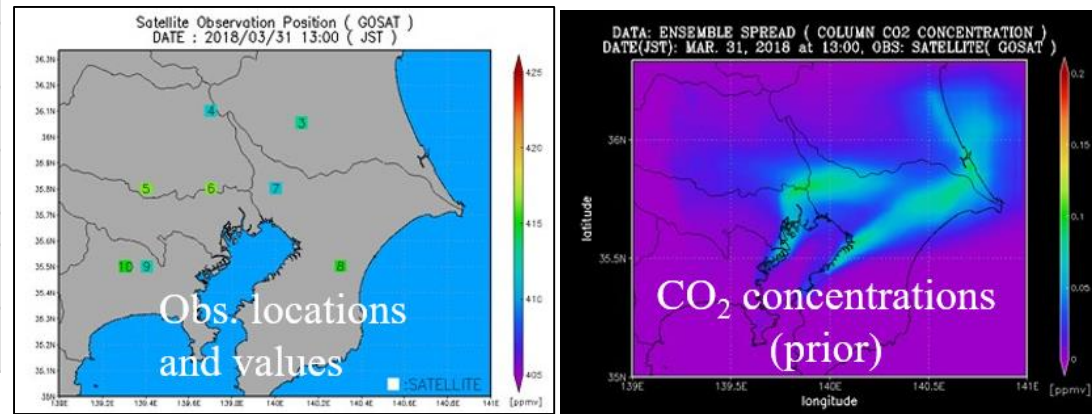 Satellite Observation Position ( GOSAT )
DATE : 2018/03/31 13:00 ( JST )
36.3N
36.2N
36.1N
36N
35.9N
35.8N
35.7N
35.6N
35.5N
35.4N
35.3N
35.2N
35.1N
35N
4
3
5
6
7
10
9
8
Obs. locations
and values
:SATELLITE
139E
139.2E
139.4E
139.6E
139.8E
140E
140.2E
140.4E
140.6E
140.8E
141E
425
420
415
410
405
[ppmv]
DATA: ENSEMBLE SPREAD ( COLUMN CO2 CONCENTRATION )
DATE(JST): MAR. 31, 2018 at 13:00, OBS: SATELLITE( GOSAT )
latitude
36N
35.5N
35N
CO₂ concentrations
(prior)
139E
139.5E
140E
140.5E
141E
longitude
0.2
0.15
0.1
0.05
0
[ppmv]